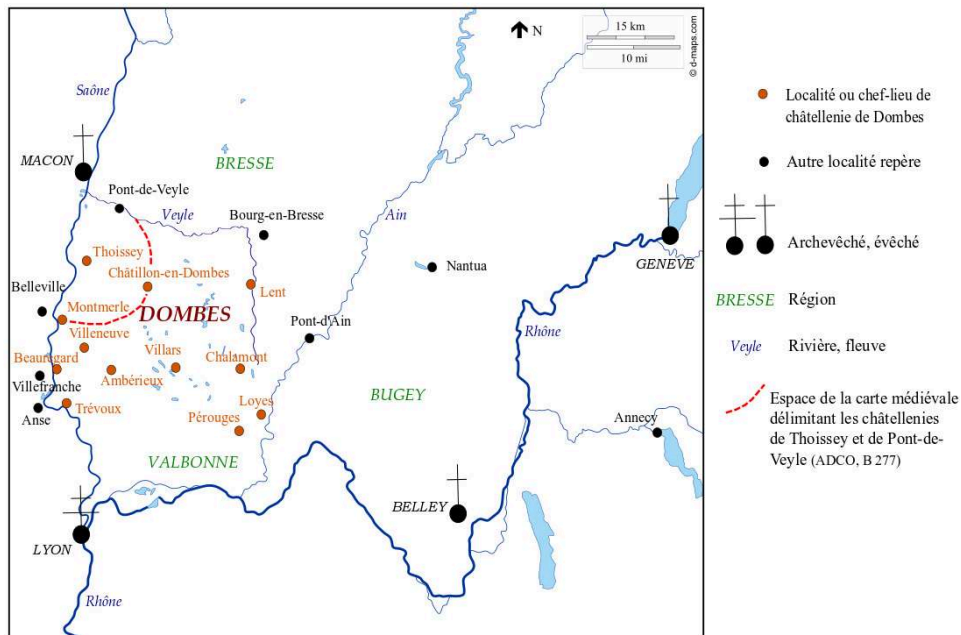 15 km
N
10 mi
© d-maps.com
Saône
MACON
BRESSE
Pont-de-Veyle
Veyle
Bourg-en-Bresse
Ain
GENEVE
Thoissey
Châtillon-en-Dombes
Nantua
Belleville
Montmerle
Lent
DOMBES
Villeneuve
Pont-d'Ain
Rhône
Beauregard
Villars
Chalamont
Villefranche
Ambérieux
BUGEY
Anse
Trévoux
Loyes
Pérouges
Annecy
VALBONNE
BELLEY
LYON
Rhône
Localité ou chef-lieu de
châtellenie de Dombes
Autre localité repère
Archevêché, évêché
BRESSE Région
Veyle Rivière, fleuve
Espace de la carte médiévale
délimitant les châtellenies
de Thoissey et de Pont-de-
Veyle (ADCO, B 277)